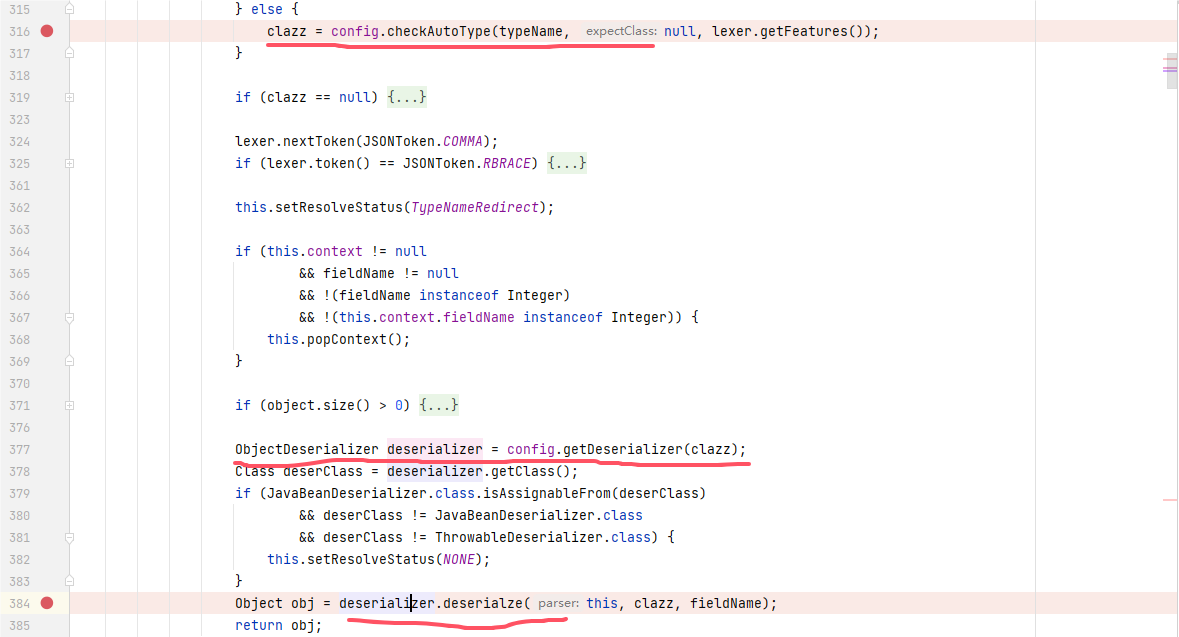 315 } else {
316 clazz = config.checkAutoType(typeName, expectClass: null, lexer.getFeatures());
317 }
318
319 if (clazz == null) {...}
323
324 lexer.nextToken(JSONToken.COMMA);
325 if (lexer.token() == JSONToken.RBRACE) {...}
361
362 this.setResolveStatus(TypeNameRedirect);
363
364 if (this.context != null
365 && fieldName != null
366 && !(fieldName instanceof Integer)
367 && !(this.context.fieldName instanceof Integer)) {
368 this.popContext();
369 }
370
371 if (object.size() > 0) {...}
376
377 ObjectDeserializer deserializer = config.getDeserializer(clazz);
378 Class deserClass = deserializer.getClass();
379 if (JavaBeanDeserializer.class.isAssignableFrom(deserClass)
380 && deserClass != JavaBeanDeserializer.class
381 && deserClass != ThrowableDeserializer.class) {
382 this.setResolveStatus(NONE);
383 }
384 Object obj = deserializer.deserialze( parser: this, clazz, fieldName);
385 return obj;